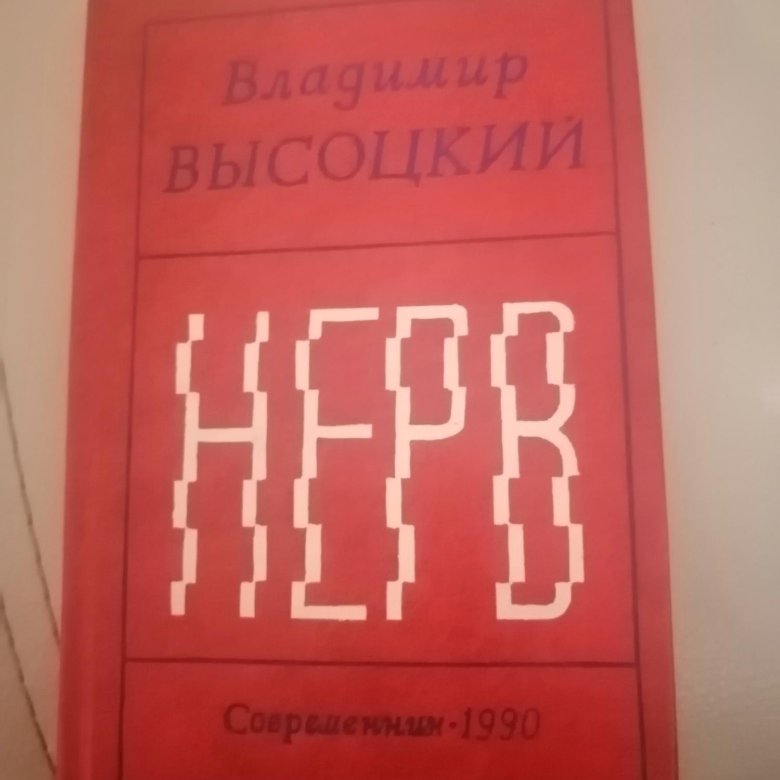 Владимир
ВЫСОЦКИЙ
НЕРВ
Современник·1990